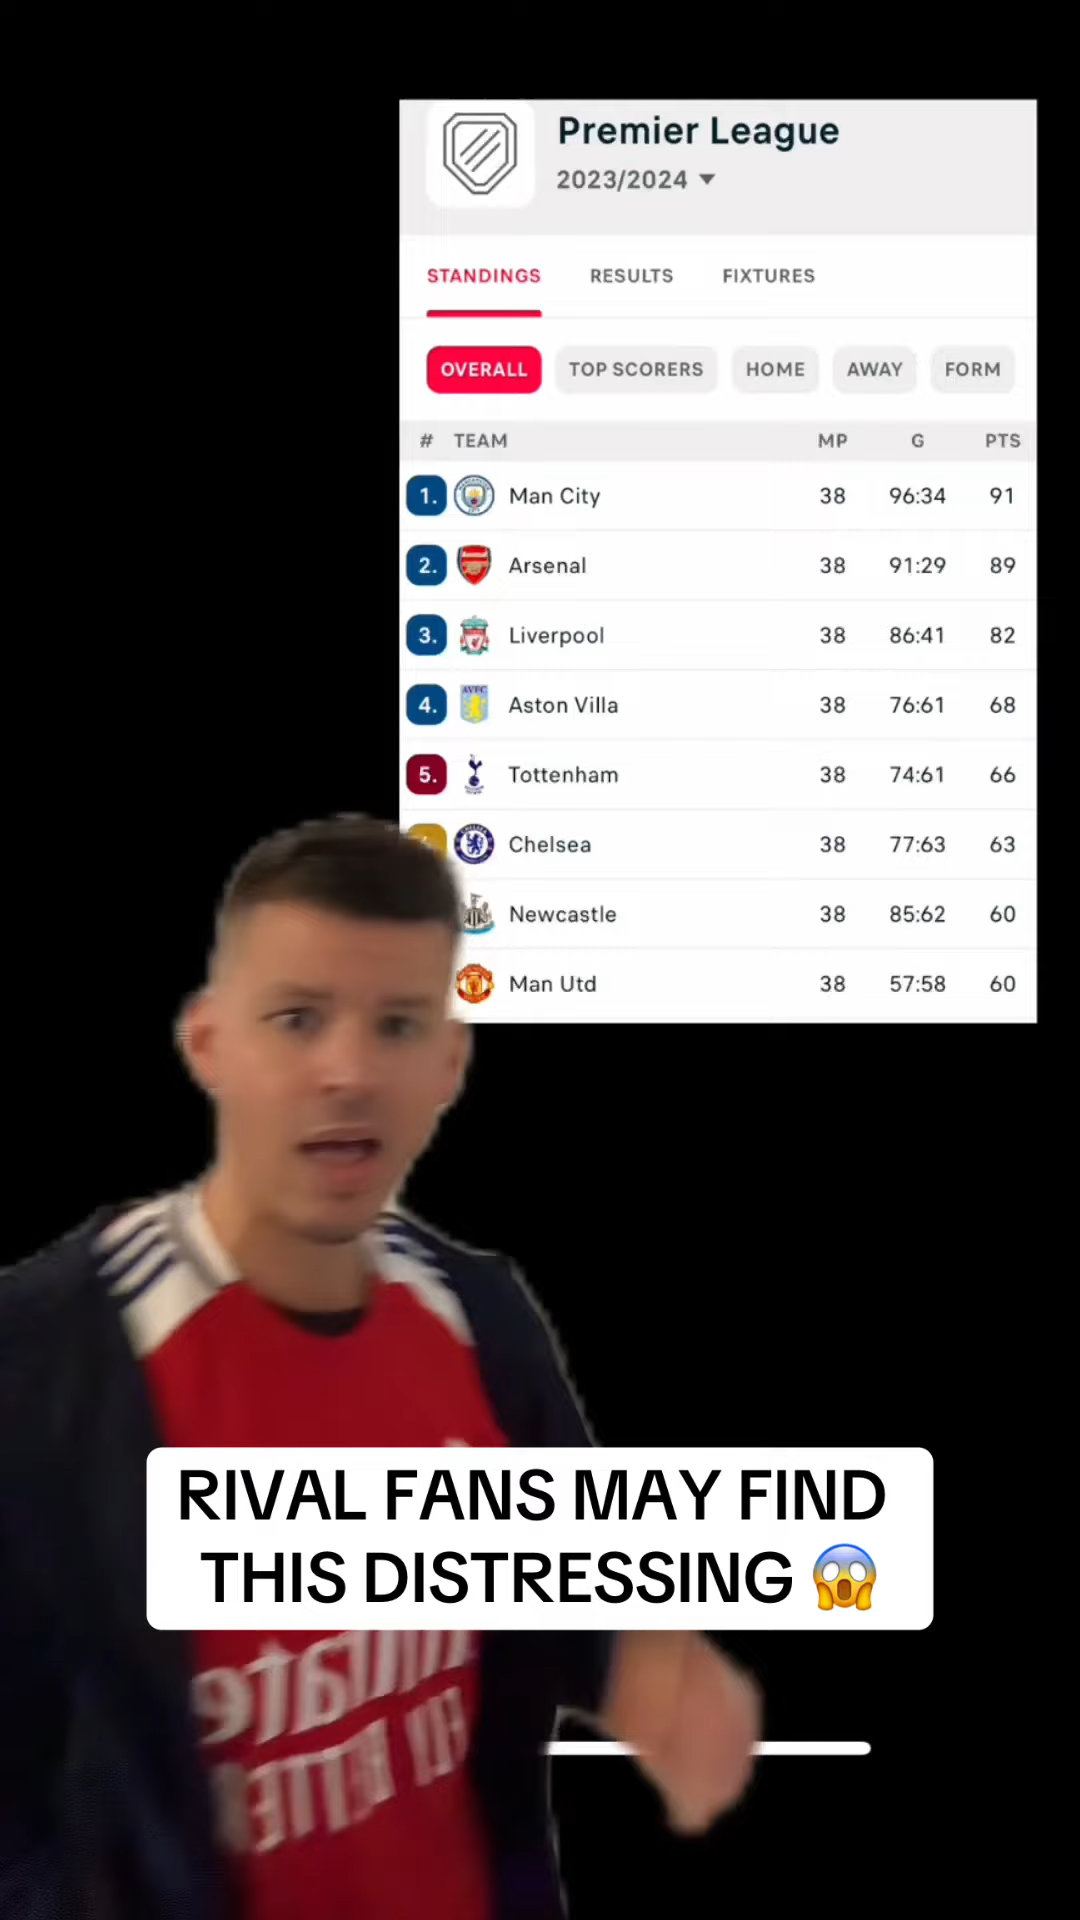 Premier League
2023/2024
STANDINGS RESULTS FIXTURES
OVERALL TOP SCORERS HOME AWAY FORM
# TEAM MP G PTS
1. Man City 38 96:34 91
2. Arsenal 38 91:29 89
3. Liverpool 38 86:41 82
4. Aston Villa 38 76:61 68
5. Tottenham 38 74:61 66
Chelsea 38 77:63 63
Newcastle 38 85:62 60
Man Utd 38 57:58 60
RIVAL FANS MAY FIND
THIS DISTRESSING 😱